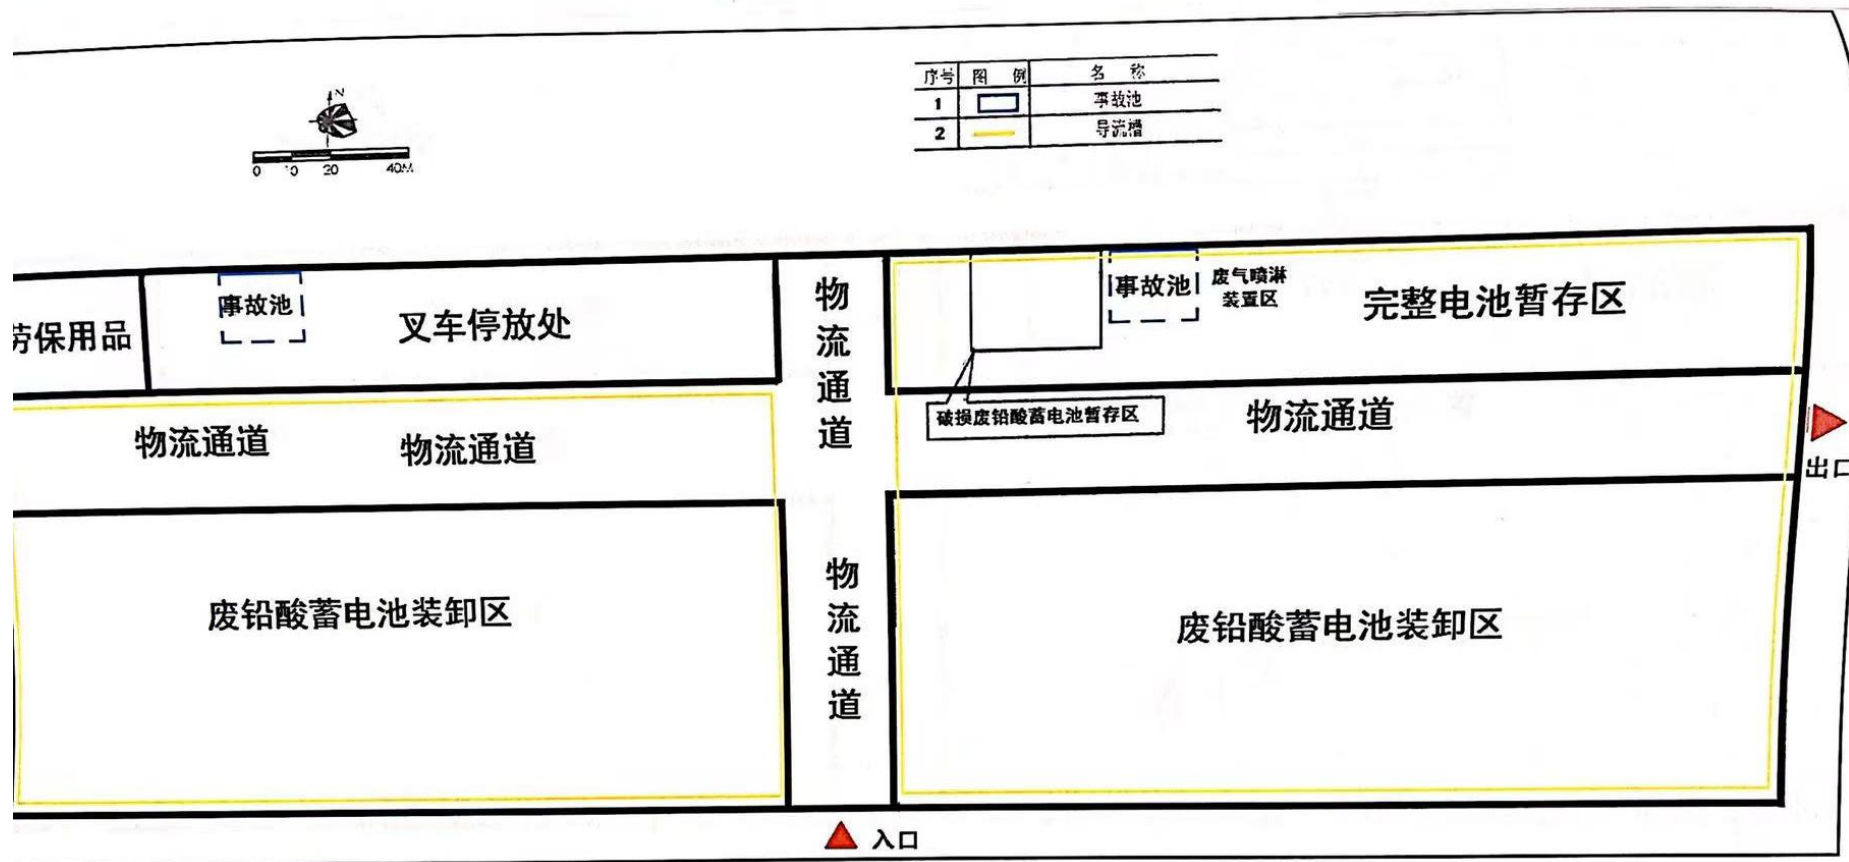 N
0 10 20 40M
序号 图 例 名 称
1 事故池
2 导流槽
劳保用品
事故池
叉车停放处
物流通道
事故池
废气喷淋
装置区
完整电池暂存区
破损废铅酸蓄电池暂存区
物流通道
物流通道
物流通道
出口
废铅酸蓄电池装卸区
物流通道
废铅酸蓄电池装卸区
入口